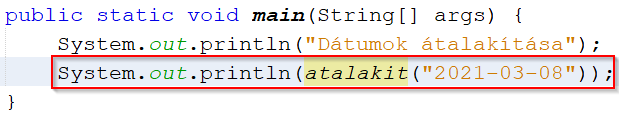 public static void main(String[] args) {
System.out.println("Dátumok átalakítása");
System.out.println(atalakit("2021-03-08"));
}